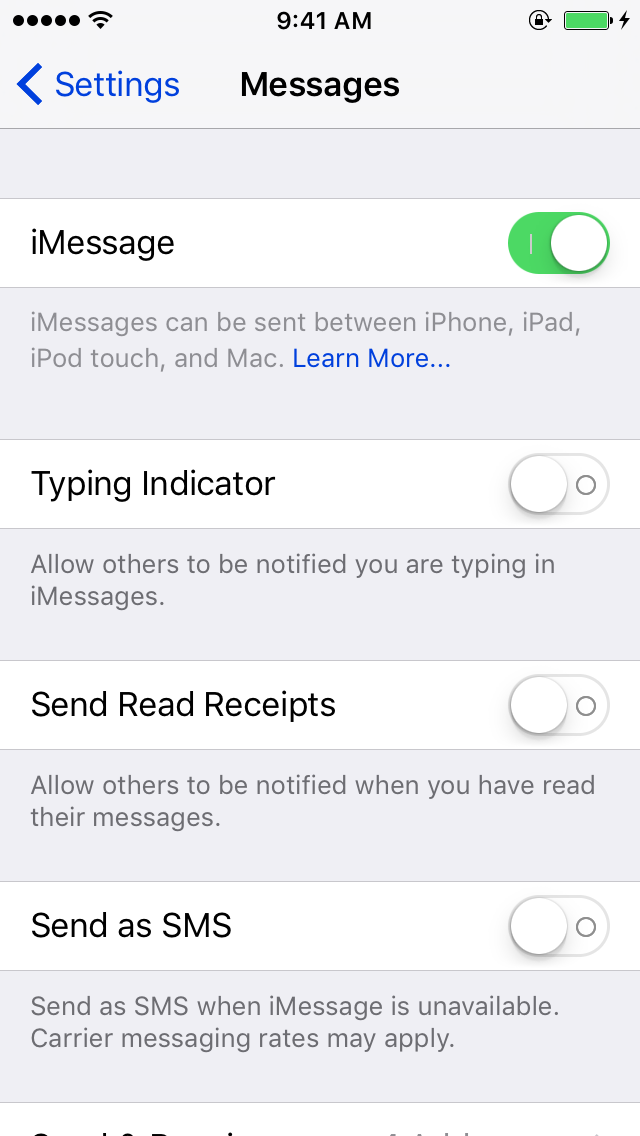 9:41 AM
Settings
Messages
iMessage
iMessages can be sent between iPhone, iPad,
iPod touch, and Mac. Learn More...
Typing Indicator
Allow others to be notified you are typing in
iMessages.
Send Read Receipts
Allow others to be notified when you have read
their messages.
Send as SMS
Send as SMS when iMessage is unavailable.
Carrier messaging rates may apply.